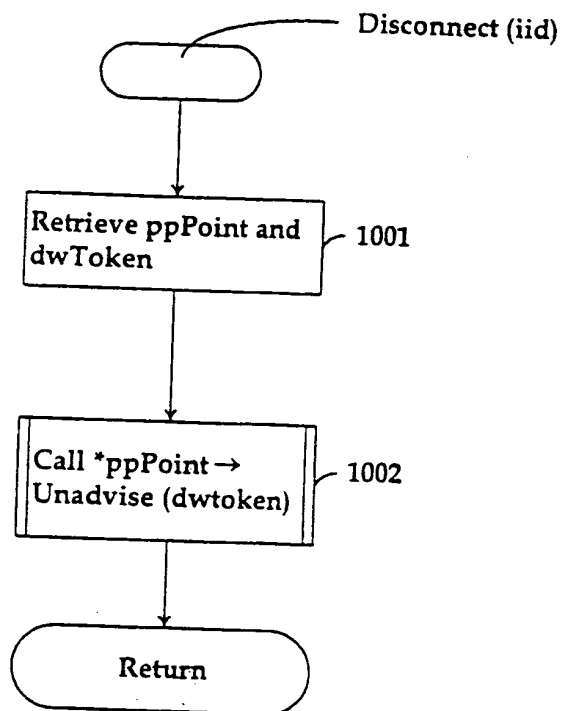 Disconnect (iid)
Retrieve ppPoint and
dwToken
1001
Call *ppPoint →
Unadvise (dwtoken)
1002
Return